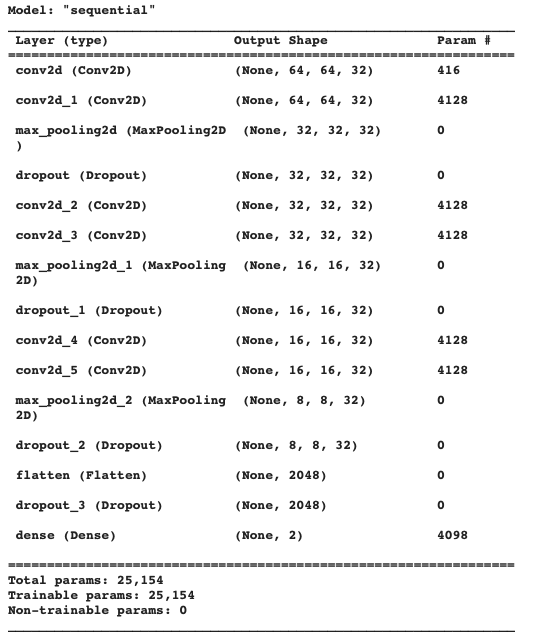 Model: "sequential"
Layer (type) Output Shape Param #
conv2d (Conv2D) (None, 64, 64, 32) 416
conv2d_1 (Conv2D) (None, 64, 64, 32) 4128
max_pooling2d (MaxPooling2D (None, 32, 32, 32) 0
)
dropout (Dropout) (None, 32, 32, 32) 0
conv2d_2 (Conv2D) (None, 32, 32, 32) 4128
conv2d_3 (Conv2D) (None, 32, 32, 32) 4128
max_pooling2d_1 (MaxPooling (None, 16, 16, 32) 0
2D)
dropout_1 (Dropout) (None, 16, 16, 32) 0
conv2d_4 (Conv2D) (None, 16, 16, 32) 4128
conv2d_5 (Conv2D) (None, 16, 16, 32) 4128
max_pooling2d_2 (MaxPooling (None, 8, 8, 32) 0
2D)
dropout_2 (Dropout) (None, 8, 8, 32) 0
flatten (Flatten) (None, 2048) 0
dropout_3 (Dropout) (None, 2048) 0
dense (Dense) (None, 2) 4098
Total params: 25,154
Trainable params: 25,154
Non-trainable params: 0